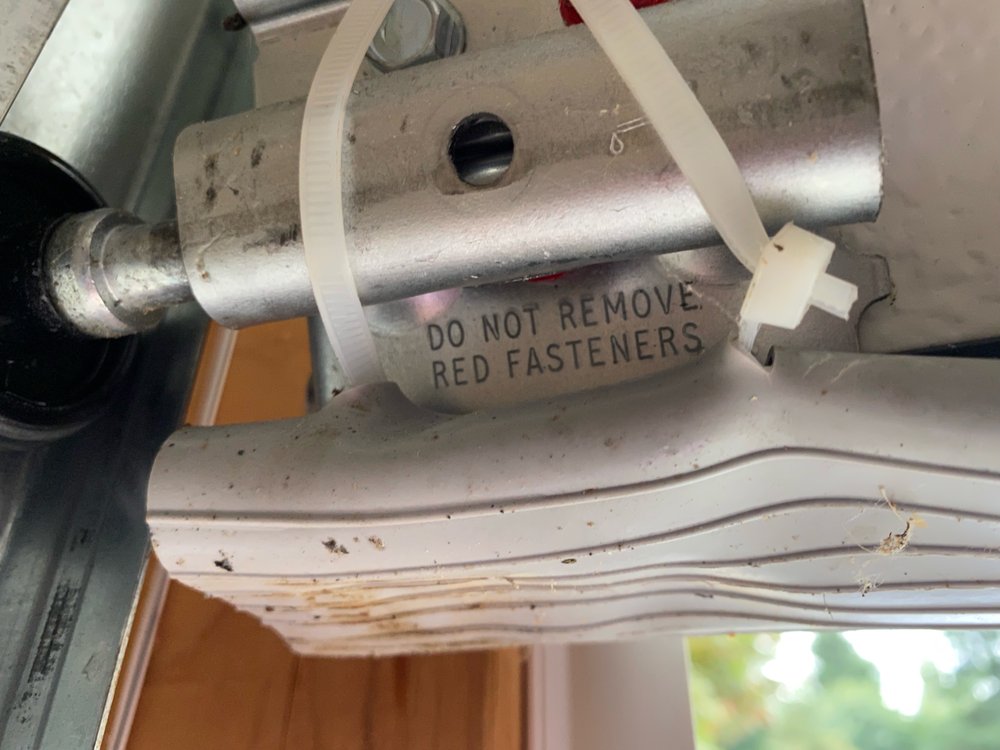 DO NOT REMOVE
RED FASTENERS